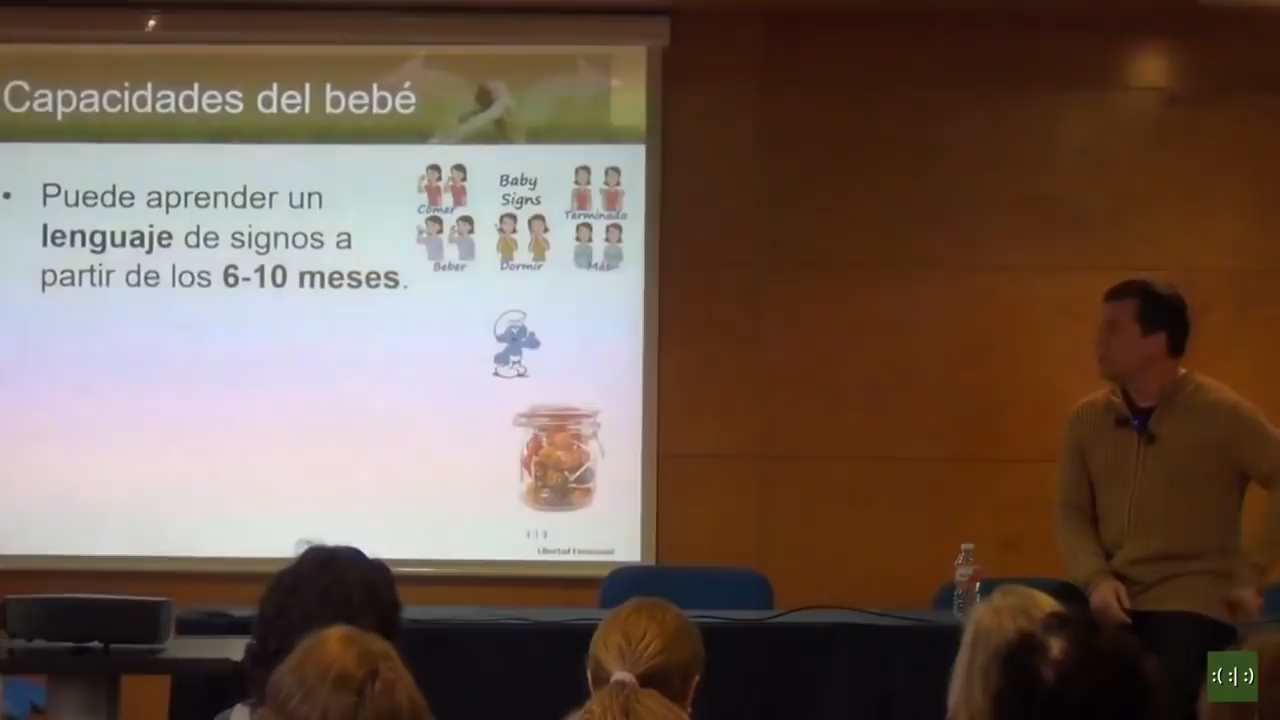 Capacidades del bebé
• Puede aprender un
lenguaje de signos a
partir de los 6-10 meses.
Baby
Signs
Comer
Terminado
Beber
Dormir
Más
:( :| :)